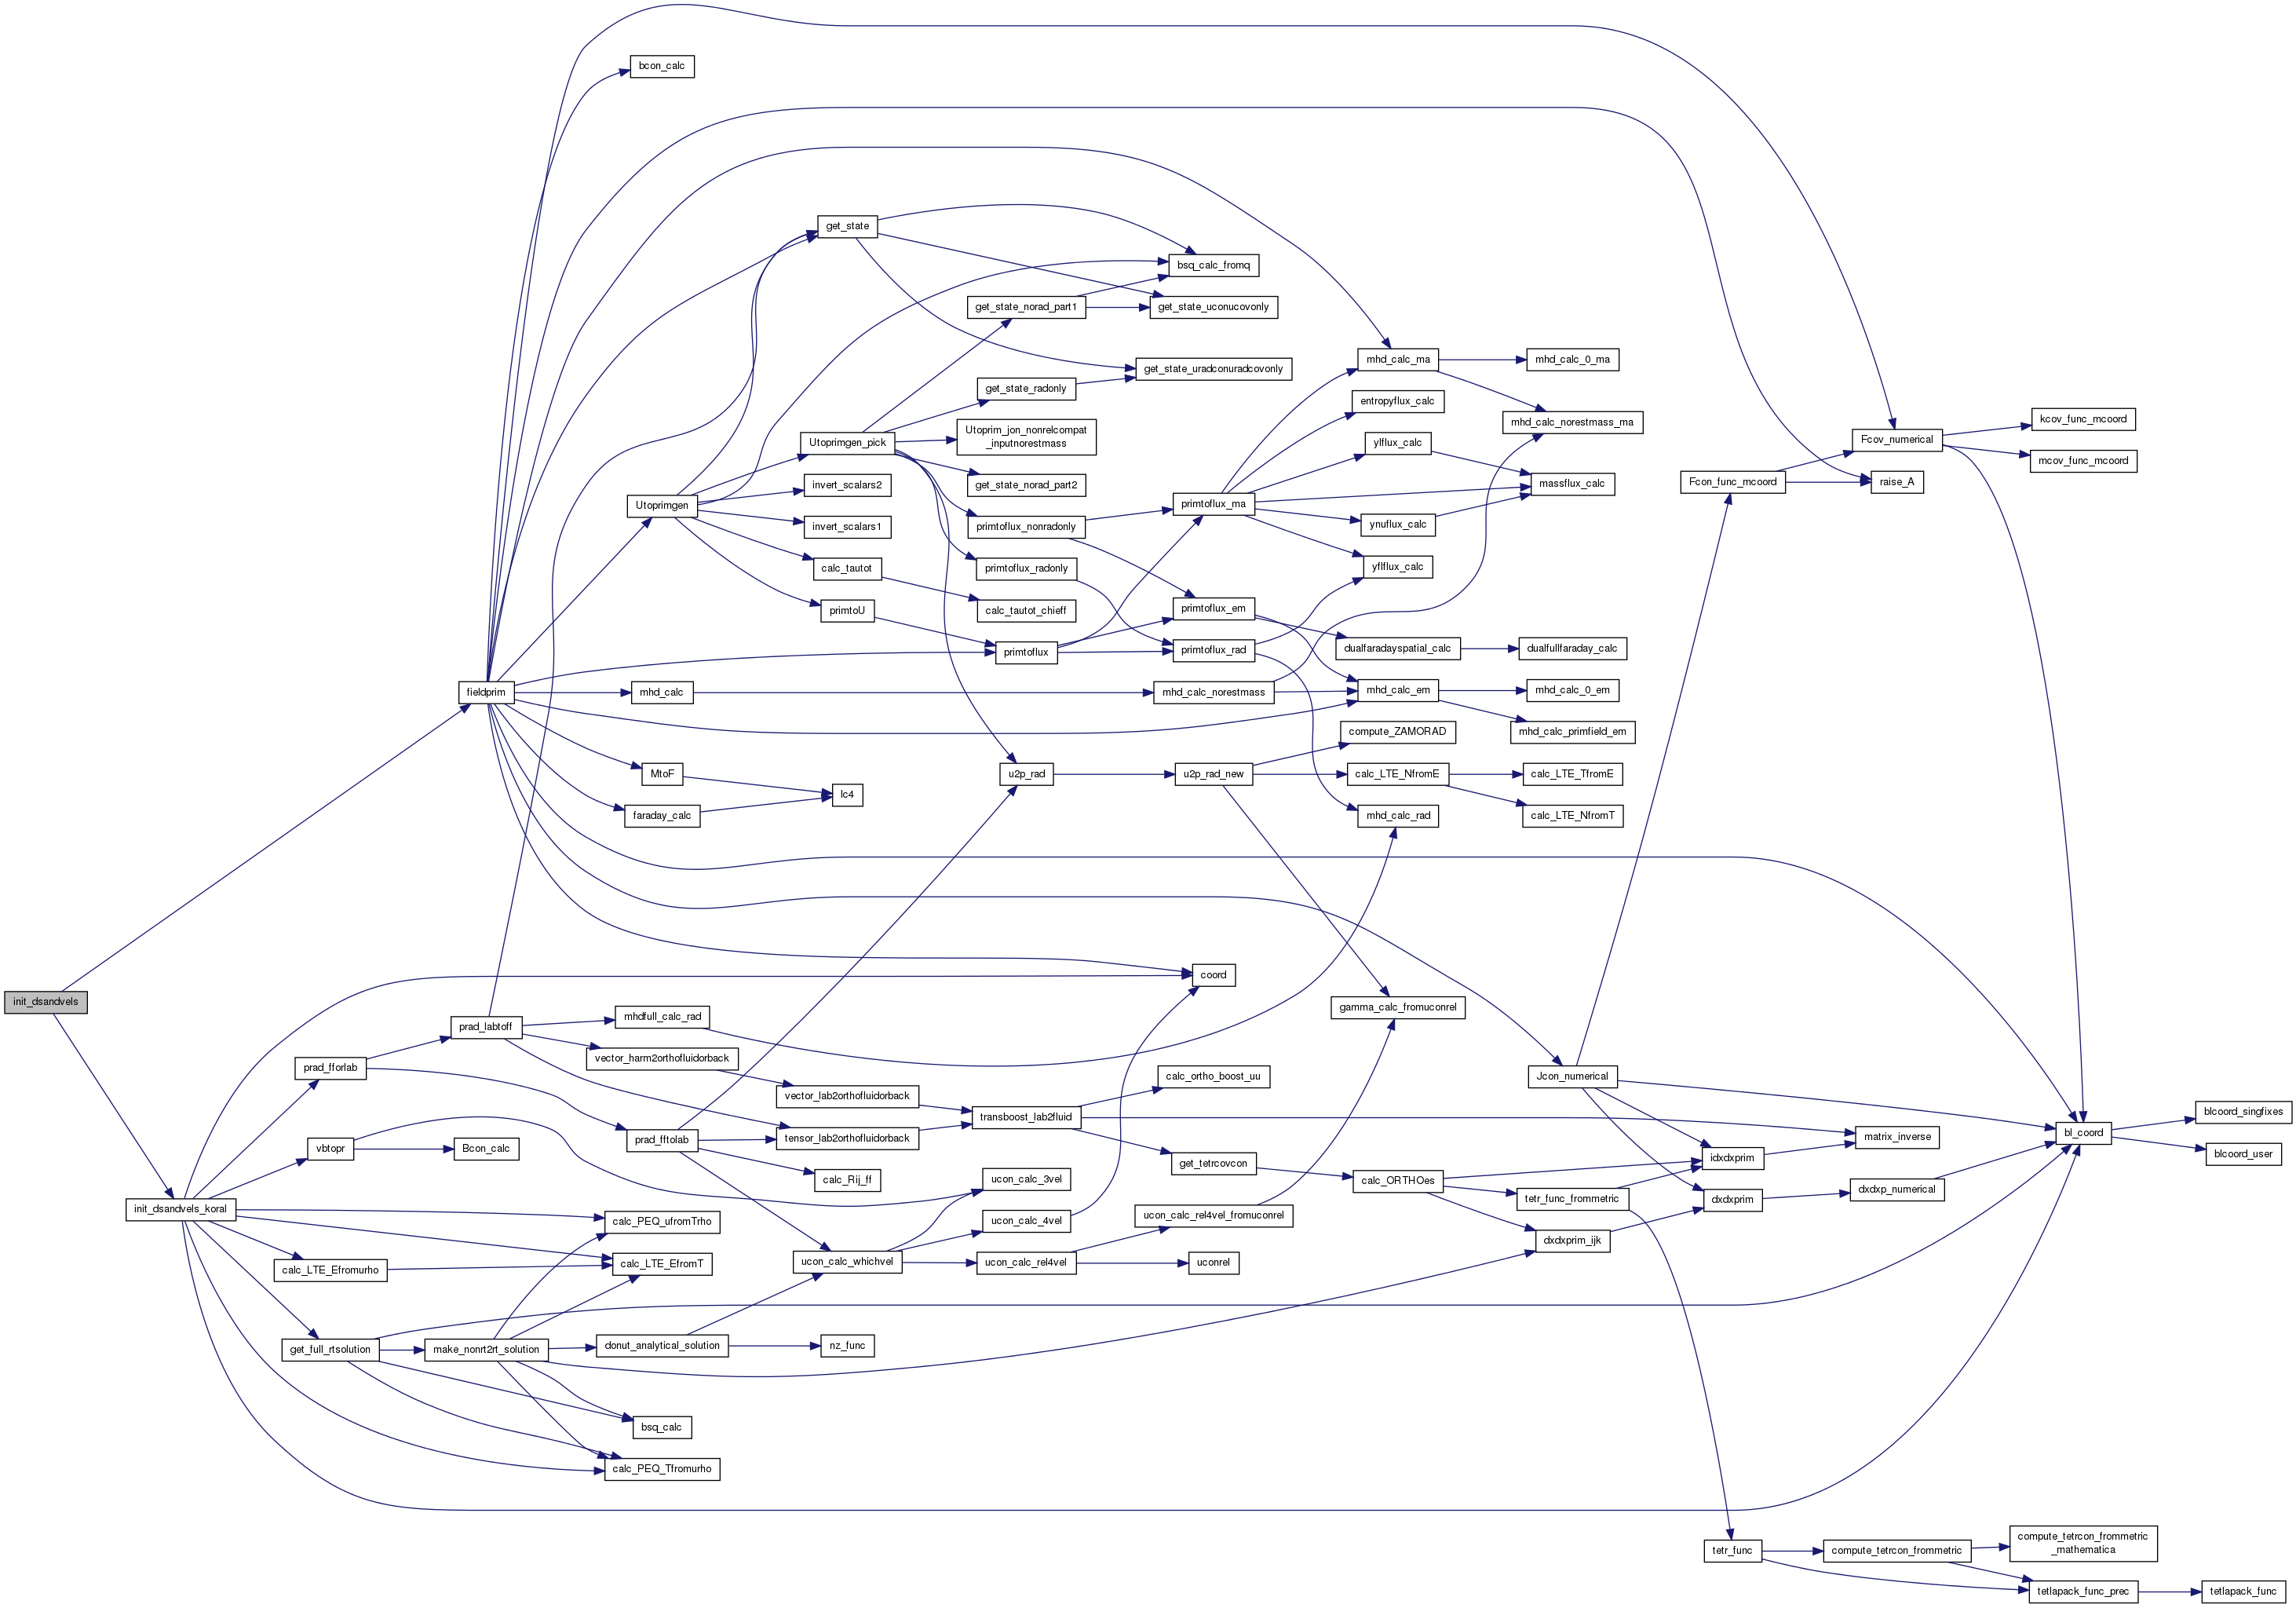 init_dsandvels
fieldprim
init_dsandvels_koral
prad_fforlab
vbtopr
calc_LTE_Efromurho
get_full_rtsolution
prad_labtoff
Bcon_calc
make_nonrt2rt_solution
bcon_calc
Utoprimgen
mhd_calc
MtoF
faraday_calc
mhdfull_calc_rad
vector_harm2orthofluidorback
prad_fftolab
calc_PEQ_ufromTrho
calc_LTE_EfromT
donut_analytical_solution
bsq_calc
calc_PEQ_Tfromurho
get_state
Utoprimgen_pick
invert_scalars2
invert_scalars1
calc_tautot
primtoU
lc4
vector_lab2orthofluidorback
tensor_lab2orthofluidorback
calc_Rij_ff
ucon_calc_whichvel
nz_func
get_state_norad_part1
get_state_radonly
Utoprim_jon_nonrelcompat
_inputnorestmass
get_state_norad_part2
primtoflux_nonradonly
primtoflux_radonly
calc_tautot_chieff
primtoflux
u2p_rad
transboost_lab2fluid
ucon_calc_3vel
ucon_calc_4vel
ucon_calc_rel4vel
bsq_calc_fromq
get_state_uconucovonly
get_state_uradconuradcovonly
primtoflux_ma
primtoflux_em
primtoflux_rad
mhd_calc_norestmass
u2p_rad_new
coord
calc_ortho_boost_uu
get_tetrcovcon
ucon_calc_rel4vel_fromuconrel
uconrel
mhd_calc_ma
entropyflux_calc
ylflux_calc
ynuflux_calc
yflflux_calc
dualfaradayspatial_calc
mhd_calc_em
compute_ZAMORAD
calc_LTE_NfromE
mhd_calc_rad
gamma_calc_fromuconrel
calc_ORTHOes
mhd_calc_0_ma
mhd_calc_norestmass_ma
massflux_calc
dualfullfaraday_calc
mhd_calc_0_em
mhd_calc_primfield_em
calc_LTE_TfromE
calc_LTE_NfromT
Jcon_numerical
tetr_func_frommetric
dxdxprim_ijk
Fcon_func_mcoord
idxdxprim
dxdxprim
tetr_func
Fcov_numerical
raise_A
matrix_inverse
dxdxp_numerical
compute_tetrcon_frommetric
kcov_func_mcoord
mcov_func_mcoord
bl_coord
compute_tetrcon_frommetric
_mathematica
tetlapack_func_prec
blcoord_singfixes
blcoord_user
tetlapack_func